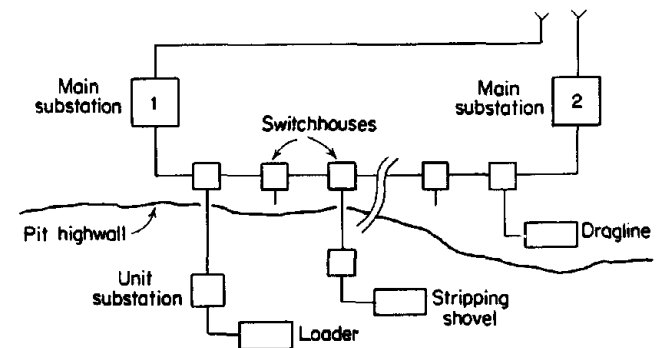 Main
substation
1
Main
substation
2
Switchhouses
Pit highwall
Dragline
Unit
substation
Stripping
shovel
Loader